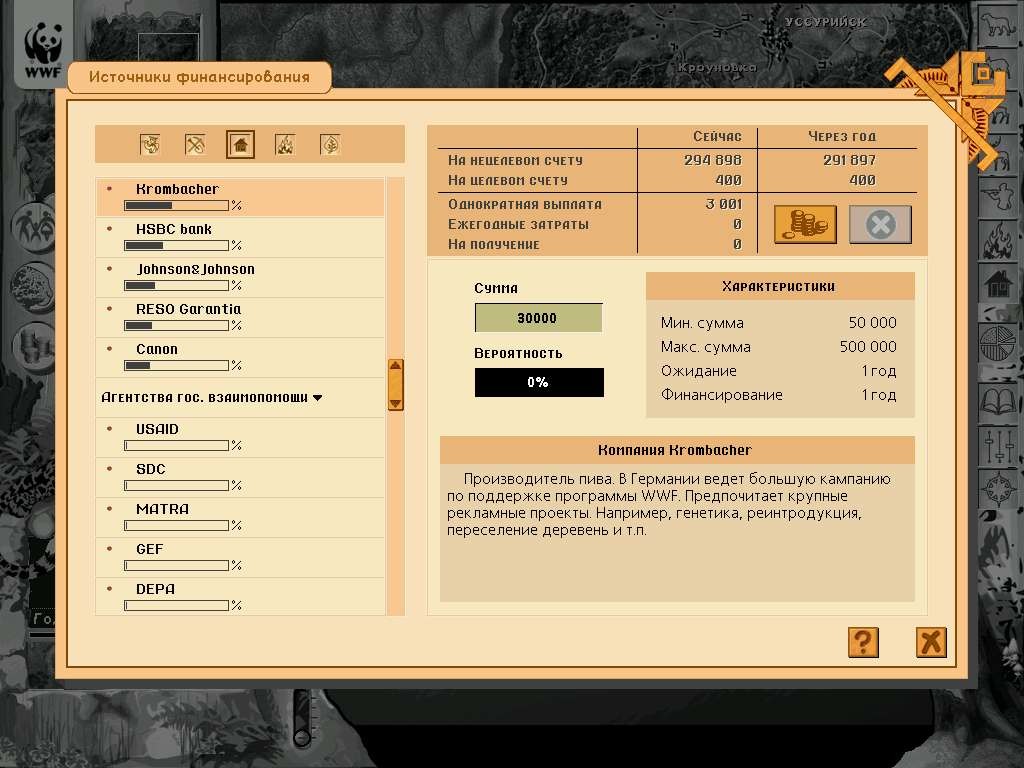 УССУРИЙСК
WWF
Кроуновка
Источники финансирования
Krombacher
%
HSBC bank
%
Johnson&Johnson
%
RESO Garantia
%
Canon
%
Агентства гос. взаимопомощи
USAID
%
SDC
%
MATRA
%
GEF
%
DEPA
%
Сейчас Через год
На нецелевом счету 294 898 291 897
На целевом счету 400 400
Однократная выплата 3 001
Ежегодные затраты 0
На получение 0
Сумма
30000
Вероятность
0%
Характеристики
Мин. сумма 50 000
Макс. сумма 500 000
Ожидание 1 год
Финансирование 1 год
Компания Krombacher
Производитель пива. В Германии ведет большую кампанию
по поддержке программы WWF. Предпочитает крупные
рекламные проекты. Например, генетика, реинтродукция,
переселение деревень и т.п.
?